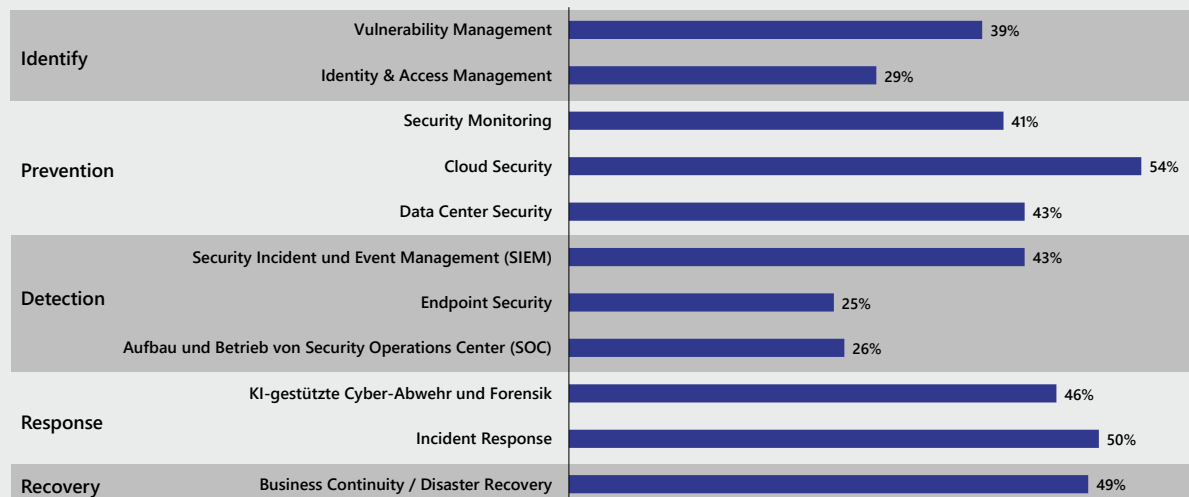 Identify
Vulnerability Management 39%
Identity & Access Management 29%
Prevention
Security Monitoring 41%
Cloud Security 54%
Data Center Security 43%
Detection
Security Incident und Event Management (SIEM) 43%
Endpoint Security 25%
Aufbau und Betrieb von Security Operations Center (SOC) 26%
Response
KI-gestützte Cyber-Abwehr und Forensik 46%
Incident Response 50%
Recovery
Business Continuity / Disaster Recovery 49%